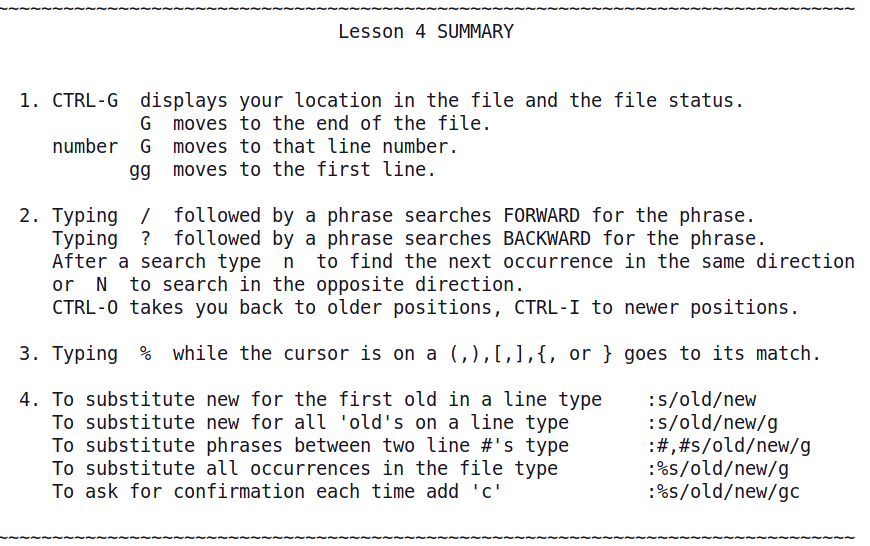 ~~~~~~~~~~~~~~~~~~~~~~~~~~~~~~~~~~~~~~~~~~~~~~~~~~~~~~~~~~~~~~~~~~~~~~~~~~~~~~
Lesson 4 SUMMARY
1. CTRL-G  displays your location in the file and the file status.
G  moves to the end of the file.
number  G  moves to that line number.
gg  moves to the first line.
2. Typing  /  followed by a phrase searches FORWARD for the phrase.
Typing  ?  followed by a phrase searches BACKWARD for the phrase.
After a search type  n  to find the next occurrence in the same direction
or  N  to search in the opposite direction.
CTRL-O takes you back to older positions, CTRL-I to newer positions.
3. Typing  %  while the cursor is on a (,),[,],{, or } goes to its match.
4. To substitute new for the first old in a line type    :s/old/new
To substitute new for all 'old's on a line type       :s/old/new/g
To substitute phrases between two line #'s type       :#,#s/old/new/g
To substitute all occurrences in the file type        :%s/old/new/g
To ask for confirmation each time add 'c'             :%s/old/new/gc
~~~~~~~~~~~~~~~~~~~~~~~~~~~~~~~~~~~~~~~~~~~~~~~~~~~~~~~~~~~~~~~~~~~~~~~~~~~~~~